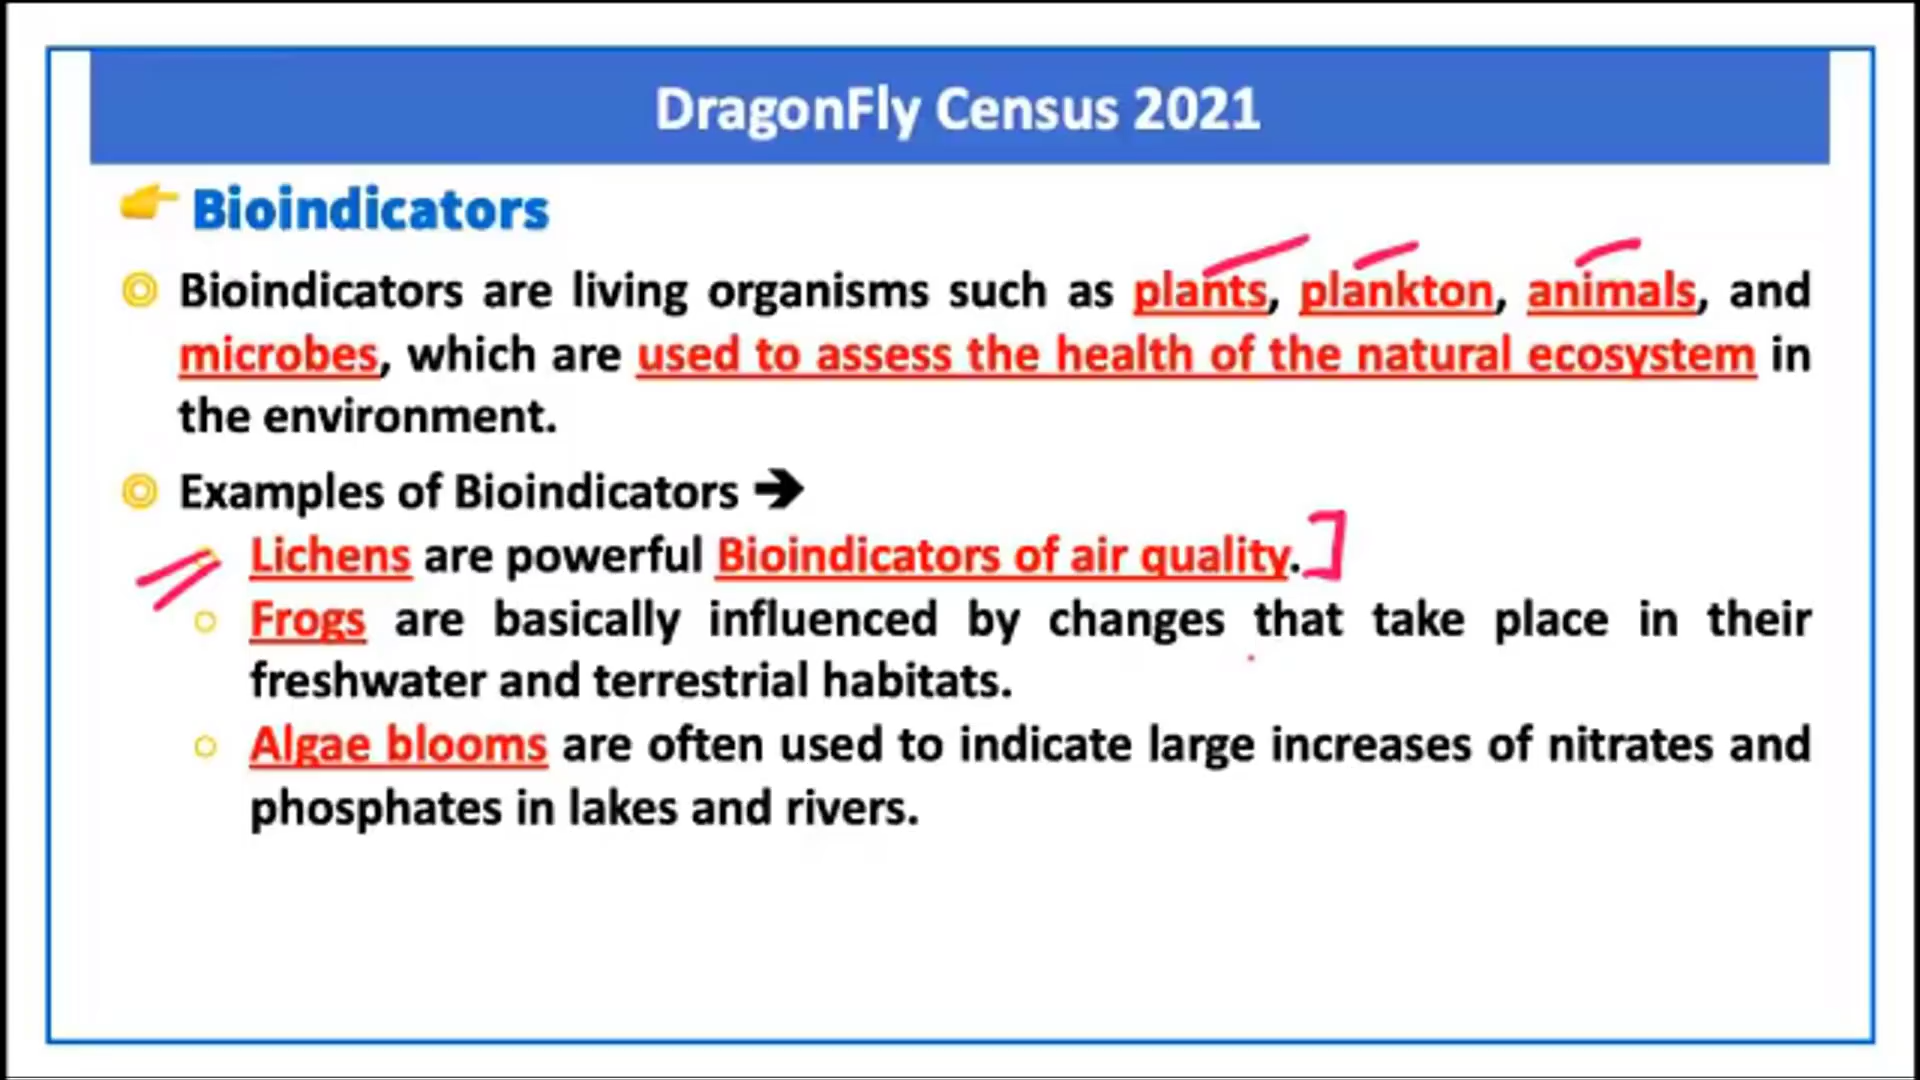 DragonFly Census 2021
Bioindicators
Bioindicators are living organisms such as plants, plankton, animals, and
microbes, which are used to assess the health of the natural ecosystem in
the environment.
Examples of Bioindicators ➔
Lichens are powerful Bioindicators of air quality.
Frogs are basically influenced by changes that take place in their
freshwater and terrestrial habitats.
Algae blooms are often used to indicate large increases of nitrates and
phosphates in lakes and rivers.